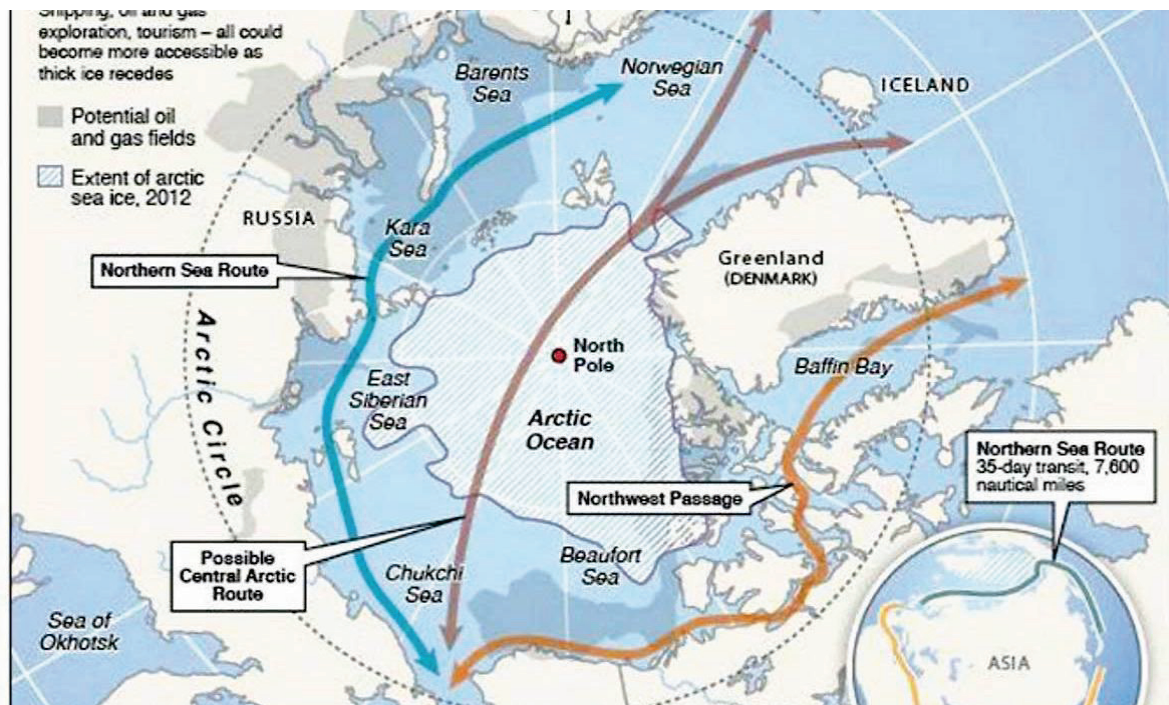 Shipping, oil and gas
exploration, tourism – all could
become more accessible as
thick ice recedes
Potential oil
and gas fields
Extent of arctic
sea ice, 2012
Barents
Sea
Norwegian
Sea
ICELAND
RUSSIA
Kara
Sea
Northern Sea Route
Greenland
(DENMARK)
Arctic Circle
North
Pole
Baffin Bay
East
Siberian
Sea
Arctic
Ocean
Northern Sea Route
35-day transit, 7,600
nautical miles
Northwest Passage
Possible
Central Arctic
Route
Chukchi
Sea
Beaufort
Sea
Sea of
Okhotsk
ASIA